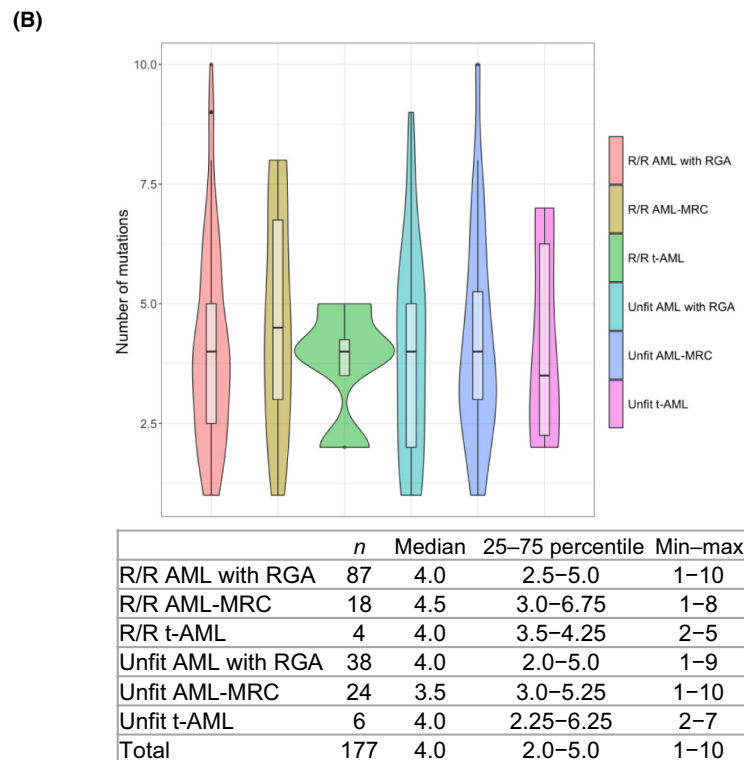 (B)
10.0
7.5
5.0
2.5
Number of mutations
R/R AML with RGA
R/R AML-MRC
R/R t-AML
Unfit AML with RGA
Unfit AML-MRC
Unfit t-AML
n Median 25–75 percentile Min–max
R/R AML with RGA 87 4.0 2.5−5.0 1−10
R/R AML-MRC 18 4.5 3.0−6.75 1−8
R/R t-AML 4 4.0 3.5−4.25 2−5
Unfit AML with RGA 38 4.0 2.0−5.0 1−9
Unfit AML-MRC 24 3.5 3.0−5.25 1−10
Unfit t-AML 6 4.0 2.25−6.25 2−7
Total 177 4.0 2.0−5.0 1−10